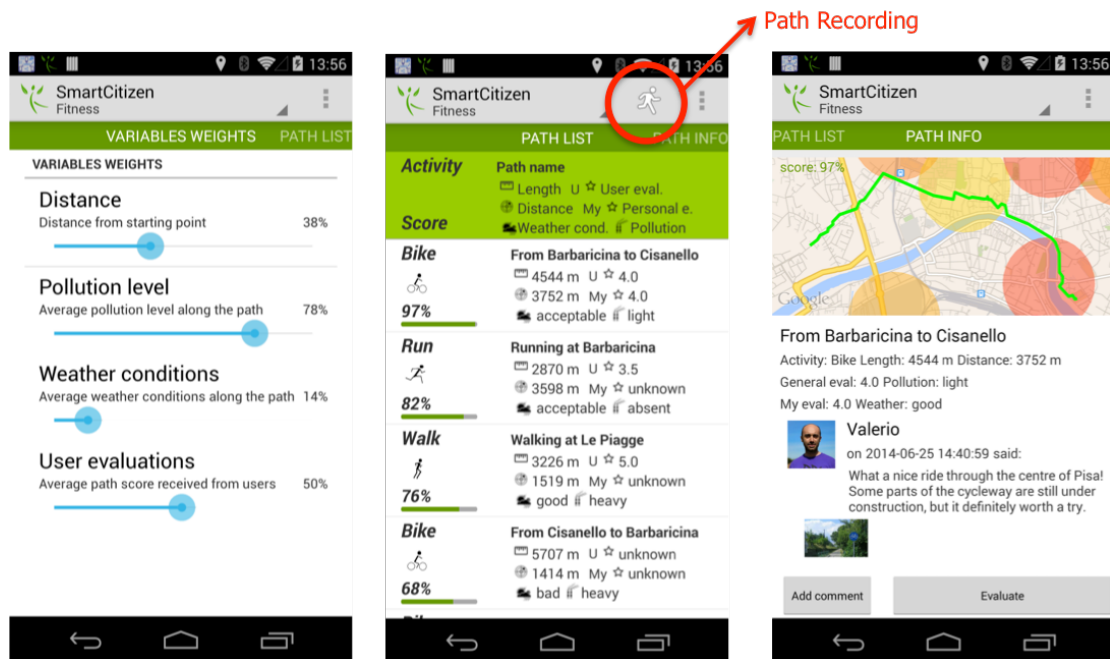 Path Recording
13:56
SmartCitizen
Fitness
VARIABLES WEIGHTS PATH LIST
VARIABLES WEIGHTS
Distance
Distance from starting point 38%
Pollution level
Average pollution level along the path 78%
Weather conditions
Average weather conditions along the path 14%
User evaluations
Average path score received from users 50%
13:56
SmartCitizen
Fitness
PATH LIST PATH INFO
Activity Path name
Length U User eval.
Distance My Personal e.
Score Weather cond. Pollution
Bike From Barbaricina to Cisanello
4544 m U 4.0
3752 m My 4.0
97% acceptable light
Run Running at Barbaricina
2870 m U 3.5
3598 m My unknown
82% acceptable absent
Walk Walking at Le Piagge
3226 m U 5.0
1519 m My unknown
76% good heavy
Bike From Cisanello to Barbaricina
5707 m U unknown
1414 m My unknown
68% bad heavy
13:56
SmartCitizen
Fitness
PATH LIST PATH INFO
score: 97%
Google
From Barbaricina to Cisanello
Activity: Bike Length: 4544 m Distance: 3752 m
General eval: 4.0 Pollution: light
My eval: 4.0 Weather: good
Valerio
on 2014-06-25 14:40:59 said:
What a nice ride through the centre of Pisa!
Some parts of the cycleway are still under
construction, but it definitely worth a try.
Add comment Evaluate